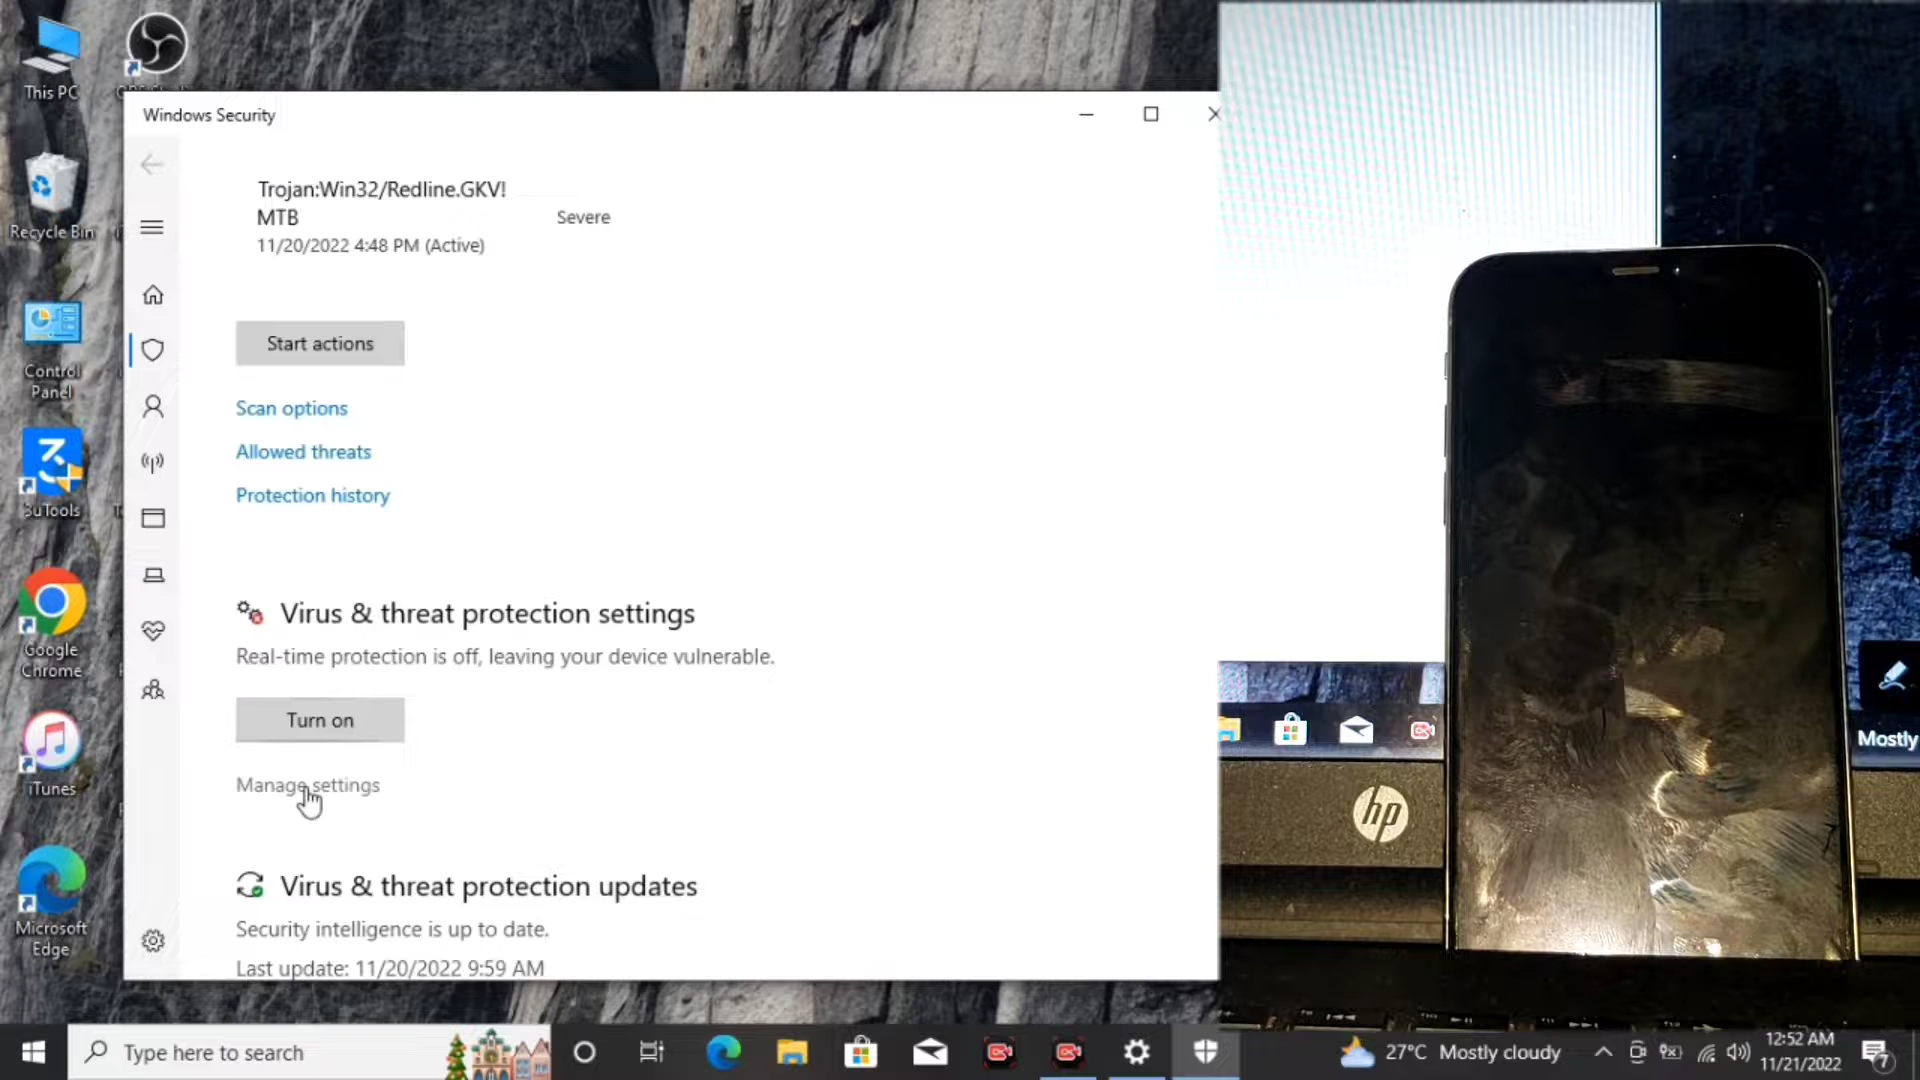 This PC
Recycle Bin
Control
Panel
3uTools
Google
Chrome
iTunes
Microsoft
Edge
Windows Security
Trojan:Win32/Redline.GKV!
MTB
Severe
11/20/2022 4:48 PM (Active)
Start actions
Scan options
Allowed threats
Protection history
Virus & threat protection settings
Real-time protection is off, leaving your device vulnerable.
Turn on
Manage settings
Virus & threat protection updates
Security intelligence is up to date.
Last update: 11/20/2022 9:59 AM
Mostly
hp
Type here to search
27°C Mostly cloudy
12:52 AM
11/21/2022
7